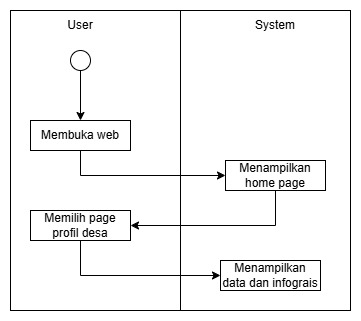 User
System
Membuka web
Menampilkan
home page
Memilih page
profil desa
Menampilkan
data dan infograis